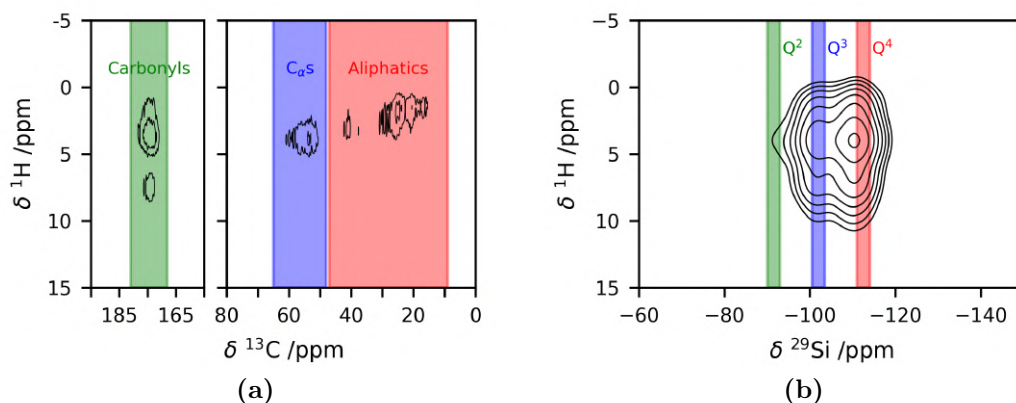 −5
0
5
10
15
δ ¹H /ppm
Carbonyls
C_αs
Aliphatics
185
165
80
60
40
20
0
δ ¹³C /ppm
(a)
−5
0
5
10
15
δ ¹H /ppm
Q²
Q³
Q⁴
−60
−80
−100
−120
−140
δ ²⁹Si /ppm
(b)